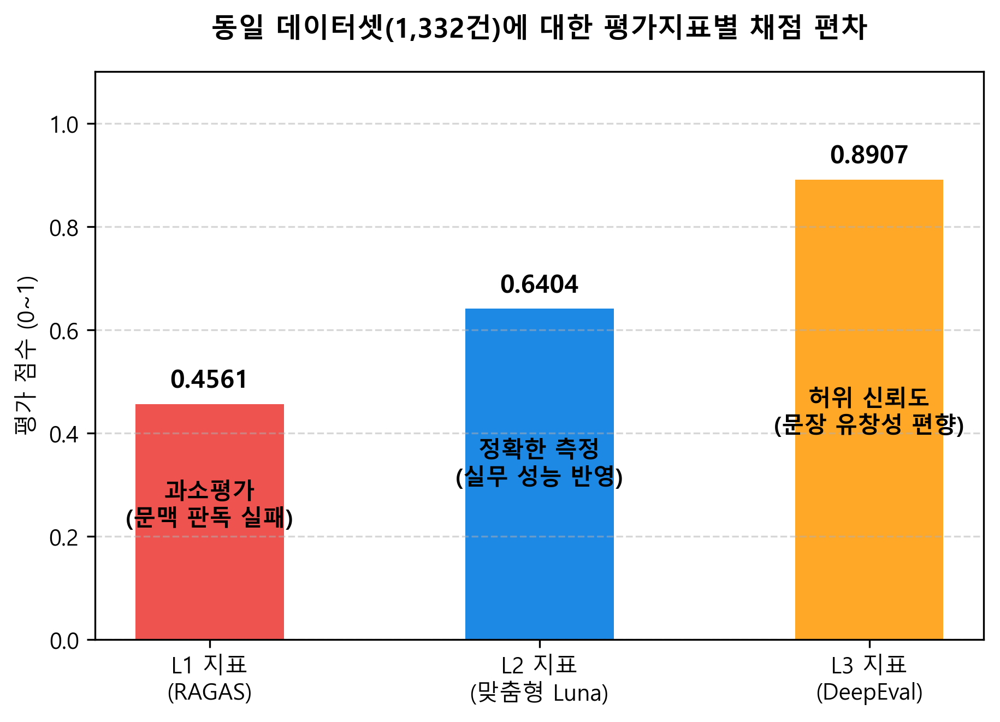 동일 데이터셋(1,332건)에 대한 평가지표별 채점 편차
평가 점수 (0~1)
1.0
0.8
0.6
0.4
0.2
0.0
0.4561
0.6404
0.8907
과소평가
(문맥 판독 실패)
정확한 측정
(실무 성능 반영)
허위 신뢰도
(문장 유창성 편향)
L1 지표
(RAGAS)
L2 지표
(맞춤형 Luna)
L3 지표
(DeepEval)